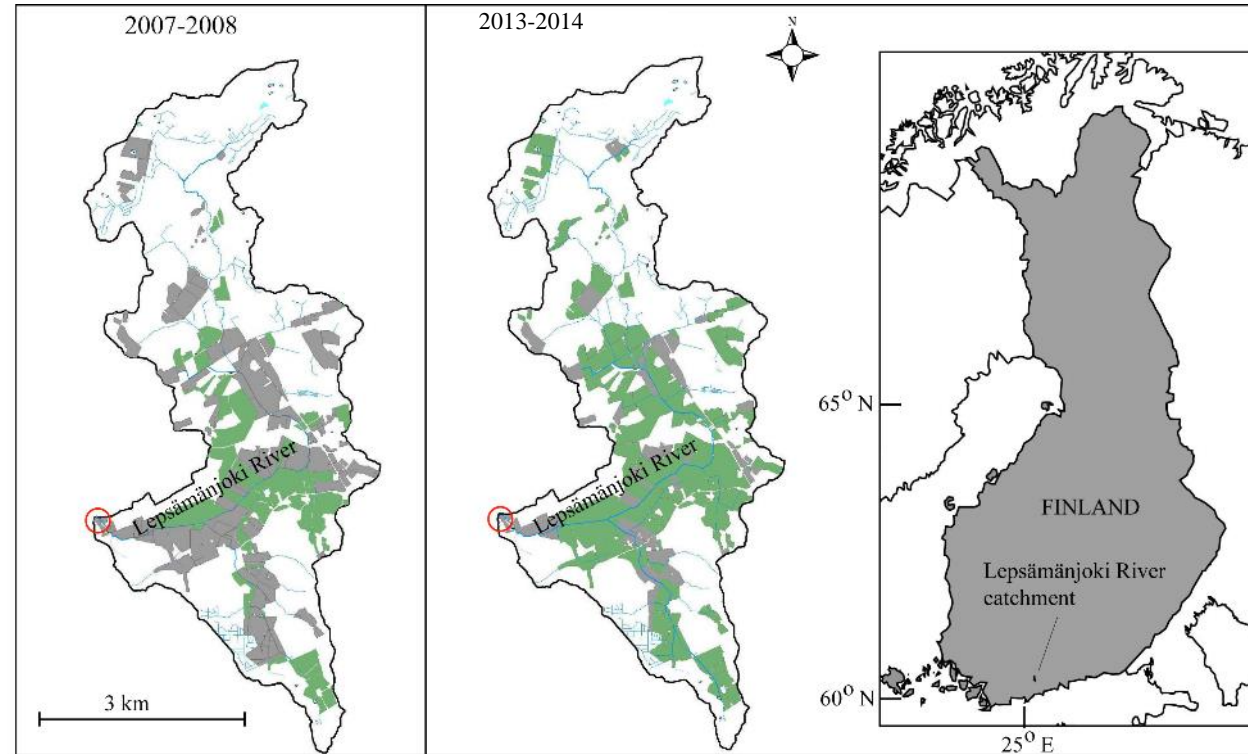 2007-2008
2013-2014
N
Lepsämänjoki River
Lepsämänjoki River
3 km
65° N
FINLAND
Lepsämänjoki River
catchment
60° N
25° E